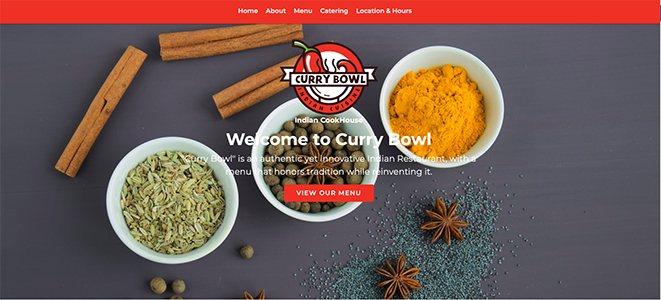 Home About Menu Catering Location & Hours
CURRY BOWL
INDIAN CUISINE
Indian CookHouse
Welcome to Curry Bowl
"Curry Bowl" is an authentic yet innovative Indian Restaurant, with a
menu that honors tradition while reinventing it.
VIEW OUR MENU